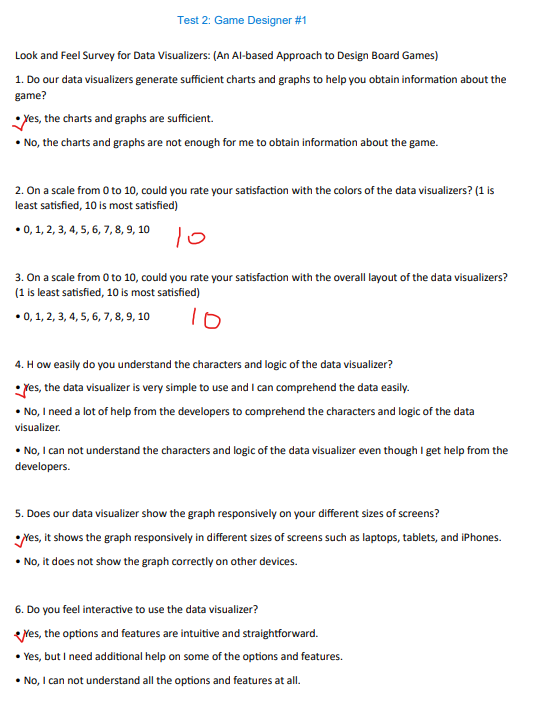 Test 2: Game Designer #1
Look and Feel Survey for Data Visualizers: (An AI-based Approach to Design Board Games)
1. Do our data visualizers generate sufficient charts and graphs to help you obtain information about the
game?
• Yes, the charts and graphs are sufficient.
• No, the charts and graphs are not enough for me to obtain information about the game.
2. On a scale from 0 to 10, could you rate your satisfaction with the colors of the data visualizers? (1 is
least satisfied, 10 is most satisfied)
• 0, 1, 2, 3, 4, 5, 6, 7, 8, 9, 10 10
3. On a scale from 0 to 10, could you rate your satisfaction with the overall layout of the data visualizers?
(1 is least satisfied, 10 is most satisfied)
• 0, 1, 2, 3, 4, 5, 6, 7, 8, 9, 10 10
4. H ow easily do you understand the characters and logic of the data visualizer?
• Yes, the data visualizer is very simple to use and I can comprehend the data easily.
• No, I need a lot of help from the developers to comprehend the characters and logic of the data
visualizer.
• No, I can not understand the characters and logic of the data visualizer even though I get help from the
developers.
5. Does our data visualizer show the graph responsively on your different sizes of screens?
• Yes, it shows the graph responsively in different sizes of screens such as laptops, tablets, and iPhones.
• No, it does not show the graph correctly on other devices.
6. Do you feel interactive to use the data visualizer?
• Yes, the options and features are intuitive and straightforward.
• Yes, but I need additional help on some of the options and features.
• No, I can not understand all the options and features at all.